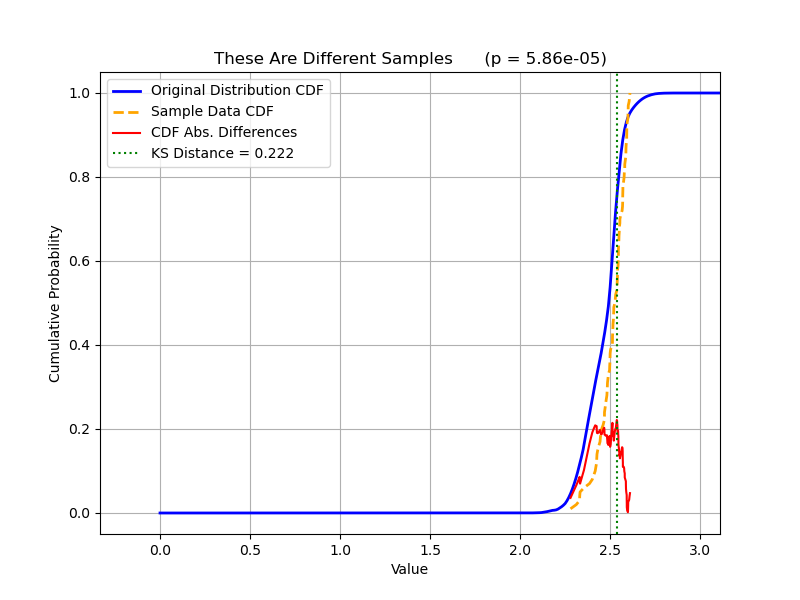 These Are Different Samples (p = 5.86e-05)
Original Distribution CDF
Sample Data CDF
CDF Abs. Differences
KS Distance = 0.222
1.0
0.8
0.6
0.4
0.2
0.0
Cumulative Probability
0.0 0.5 1.0 1.5 2.0 2.5 3.0
Value